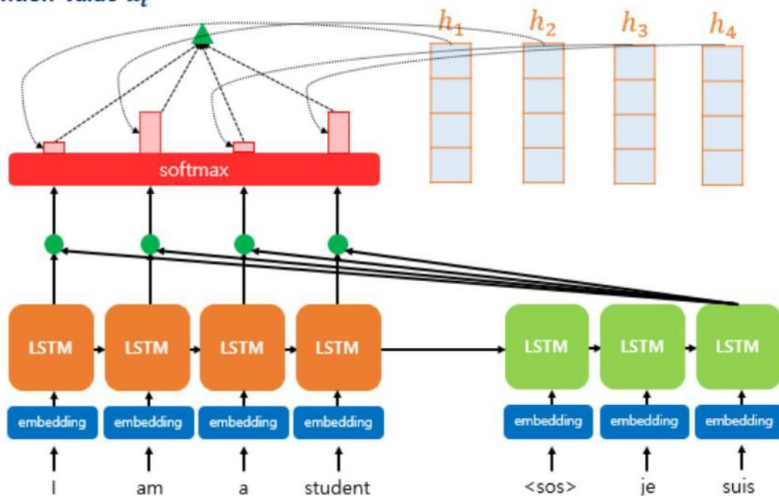 h₁ h₂ h₃ h₄
softmax
LSTM LSTM LSTM LSTM LSTM LSTM LSTM
embedding embedding embedding embedding embedding embedding embedding
I am a student <sos> je suis